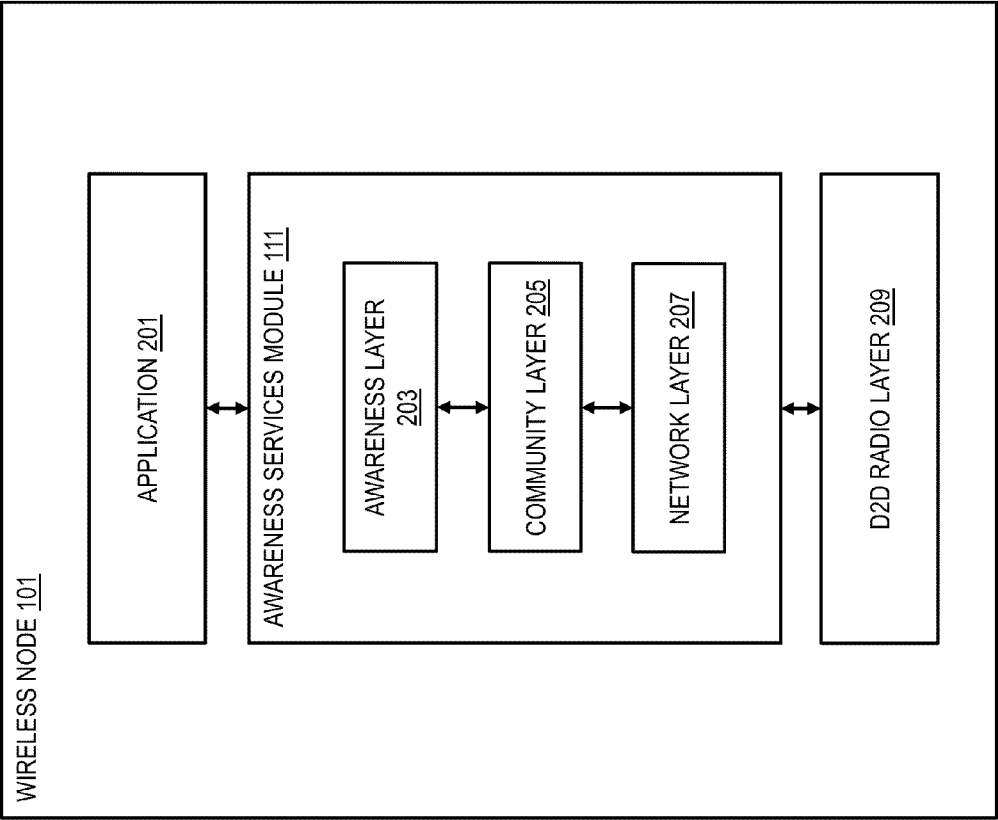 WIRELESS NODE 101
APPLICATION 201
AWARENESS SERVICES MODULE 111
AWARENESS LAYER
203
COMMUNITY LAYER 205
NETWORK LAYER 207
D2D RADIO LAYER 209